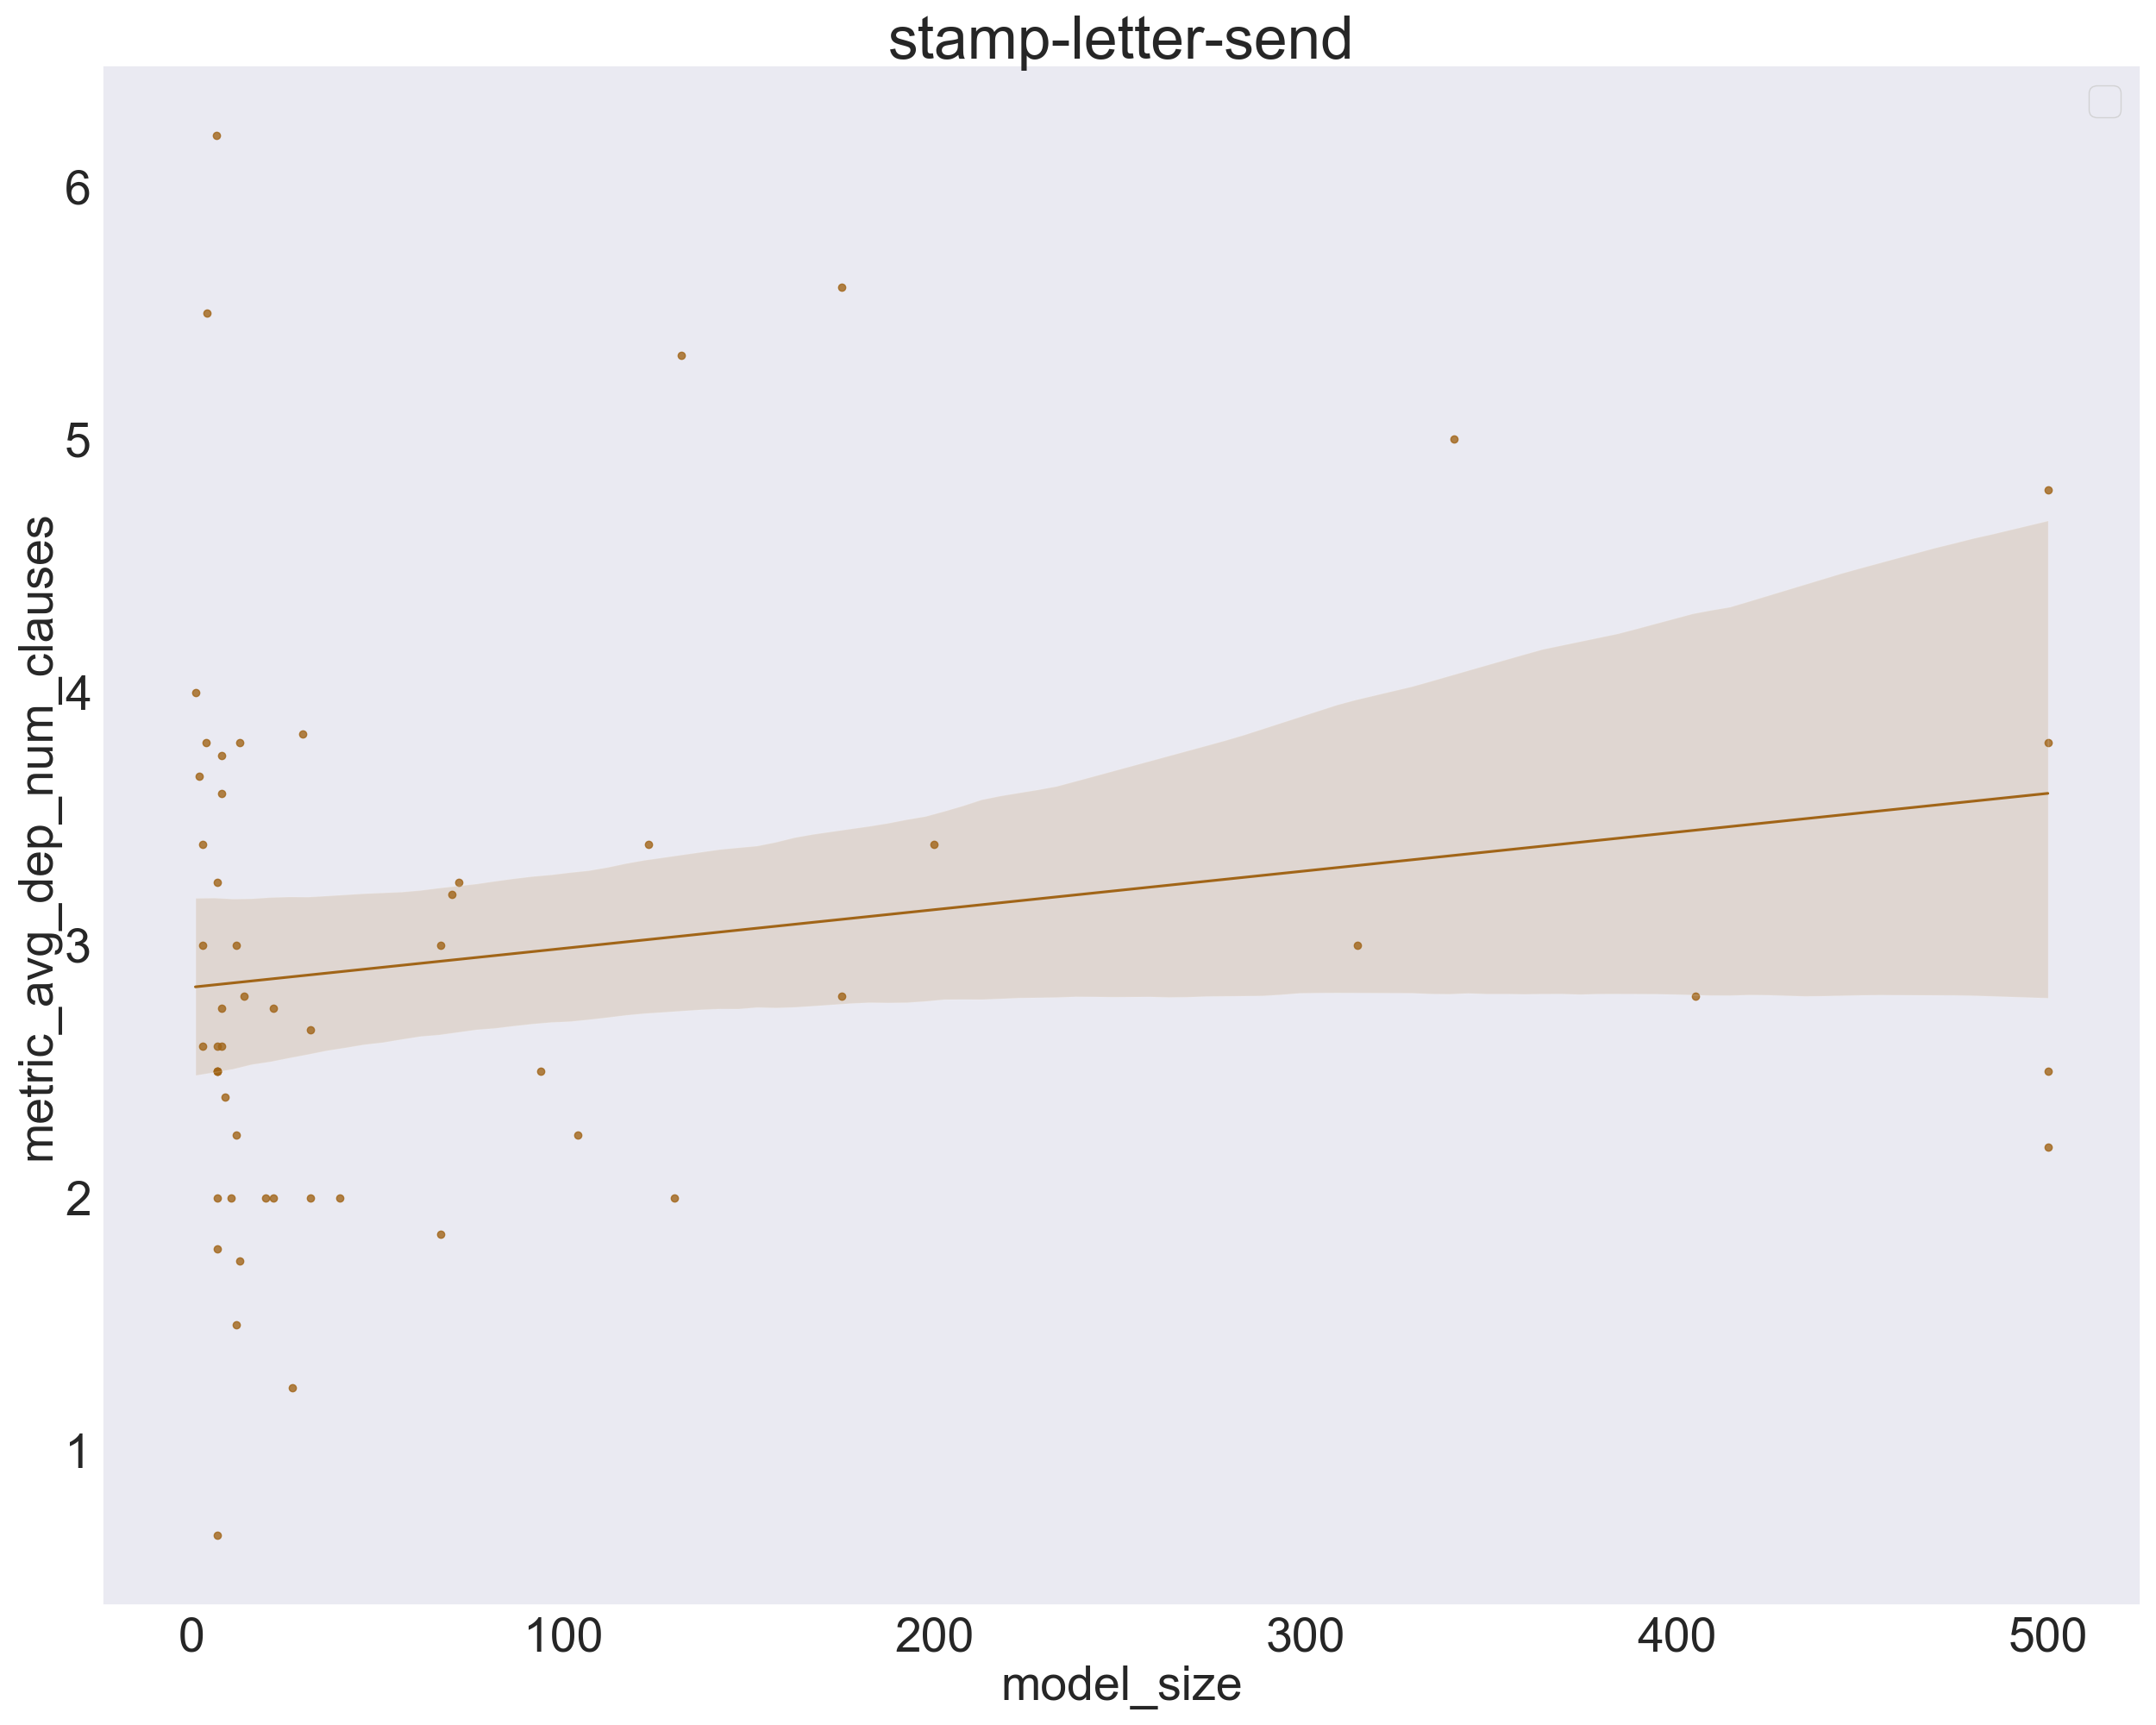 stamp-letter-send
metric_avg_dep_num_clauses
6
5
4
3
2
1
0 100 200 300 400 500
model_size